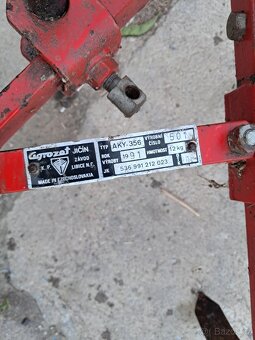 Agrozet JIČÍN
K. P. ZÁVOD LIBICE N. C.
MADE IN CZECHOSLOVAKIA
TYP AKY-356 VÝROBNÍ ČÍSLO 501
ROK VÝROBY 1991 HMOTNOST 12 kg
JK 536 991 212 023